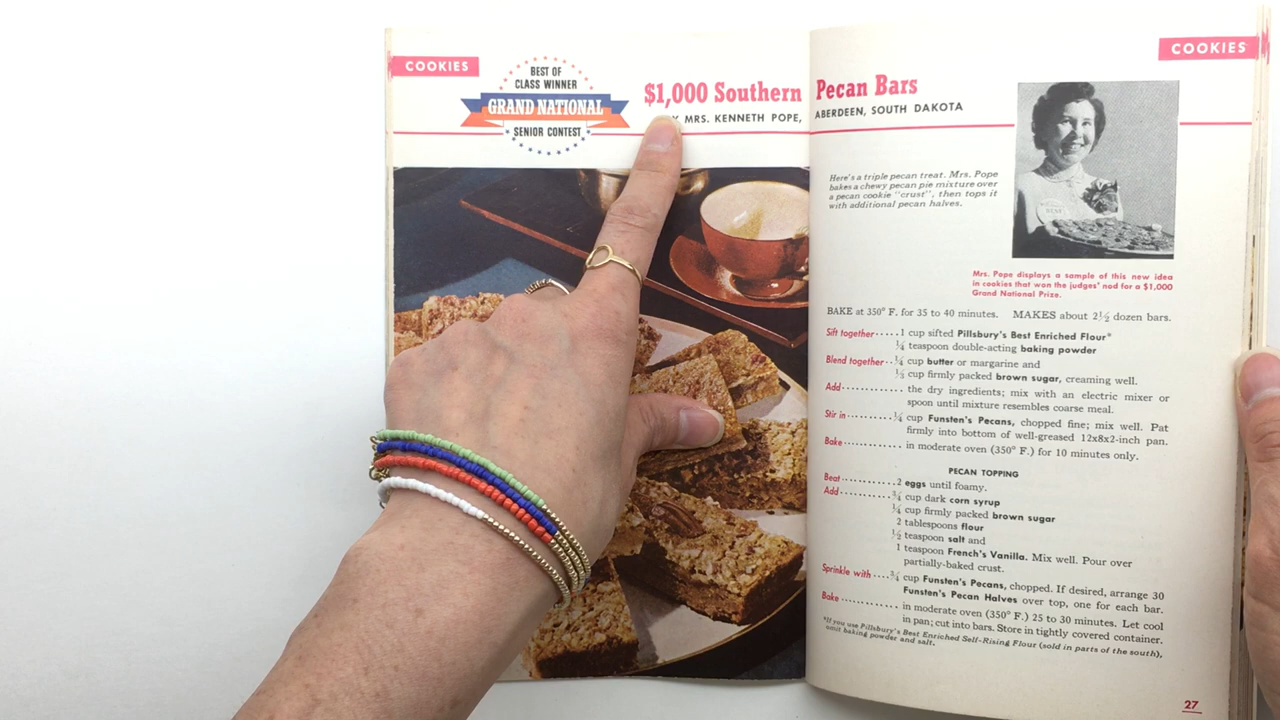 COOKIES
BEST OF
CLASS WINNER
GRAND NATIONAL
SENIOR CONTEST
$1,000 Southern Pecan Bars
MRS. KENNETH POPE, ABERDEEN, SOUTH DAKOTA
COOKIES
Here's a triple pecan treat. Mrs. Pope
bakes a chewy pecan pie mixture over
a pecan cookie "crust", then tops it
with additional pecan halves.
Mrs. Pope displays a sample of this new idea
in cookies that won the judges' nod for a $1,000
Grand National Prize.
BAKE at 350° F. for 35 to 40 minutes. MAKES about 2½ dozen bars.
Sift together.....1 cup sifted Pillsbury's Best Enriched Flour*
¼ teaspoon double-acting baking powder
Blend together..¼ cup butter or margarine and
⅓ cup firmly packed brown sugar, creaming well.
Add............ the dry ingredients; mix with an electric mixer or
spoon until mixture resembles coarse meal.
Stir in.........¼ cup Funsten's Pecans, chopped fine; mix well. Pat
firmly into bottom of well-greased 12x8x2-inch pan.
Bake........... in moderate oven (350° F.) for 10 minutes only.
PECAN TOPPING
Beat...........2 eggs until foamy.
Add............¾ cup dark corn syrup
¼ cup firmly packed brown sugar
2 tablespoons flour
½ teaspoon salt and
1 teaspoon French's Vanilla. Mix well. Pour over
partially-baked crust.
Sprinkle with....¾ cup Funsten's Pecans, chopped. If desired, arrange 30
Funsten's Pecan Halves over top, one for each bar.
Bake........... in moderate oven (350° F.) 25 to 30 minutes. Let cool
in pan; cut into bars. Store in tightly covered container.
*If you use Pillsbury's Best Enriched Self-Rising Flour (sold in parts of the south),
omit baking powder and salt.
27